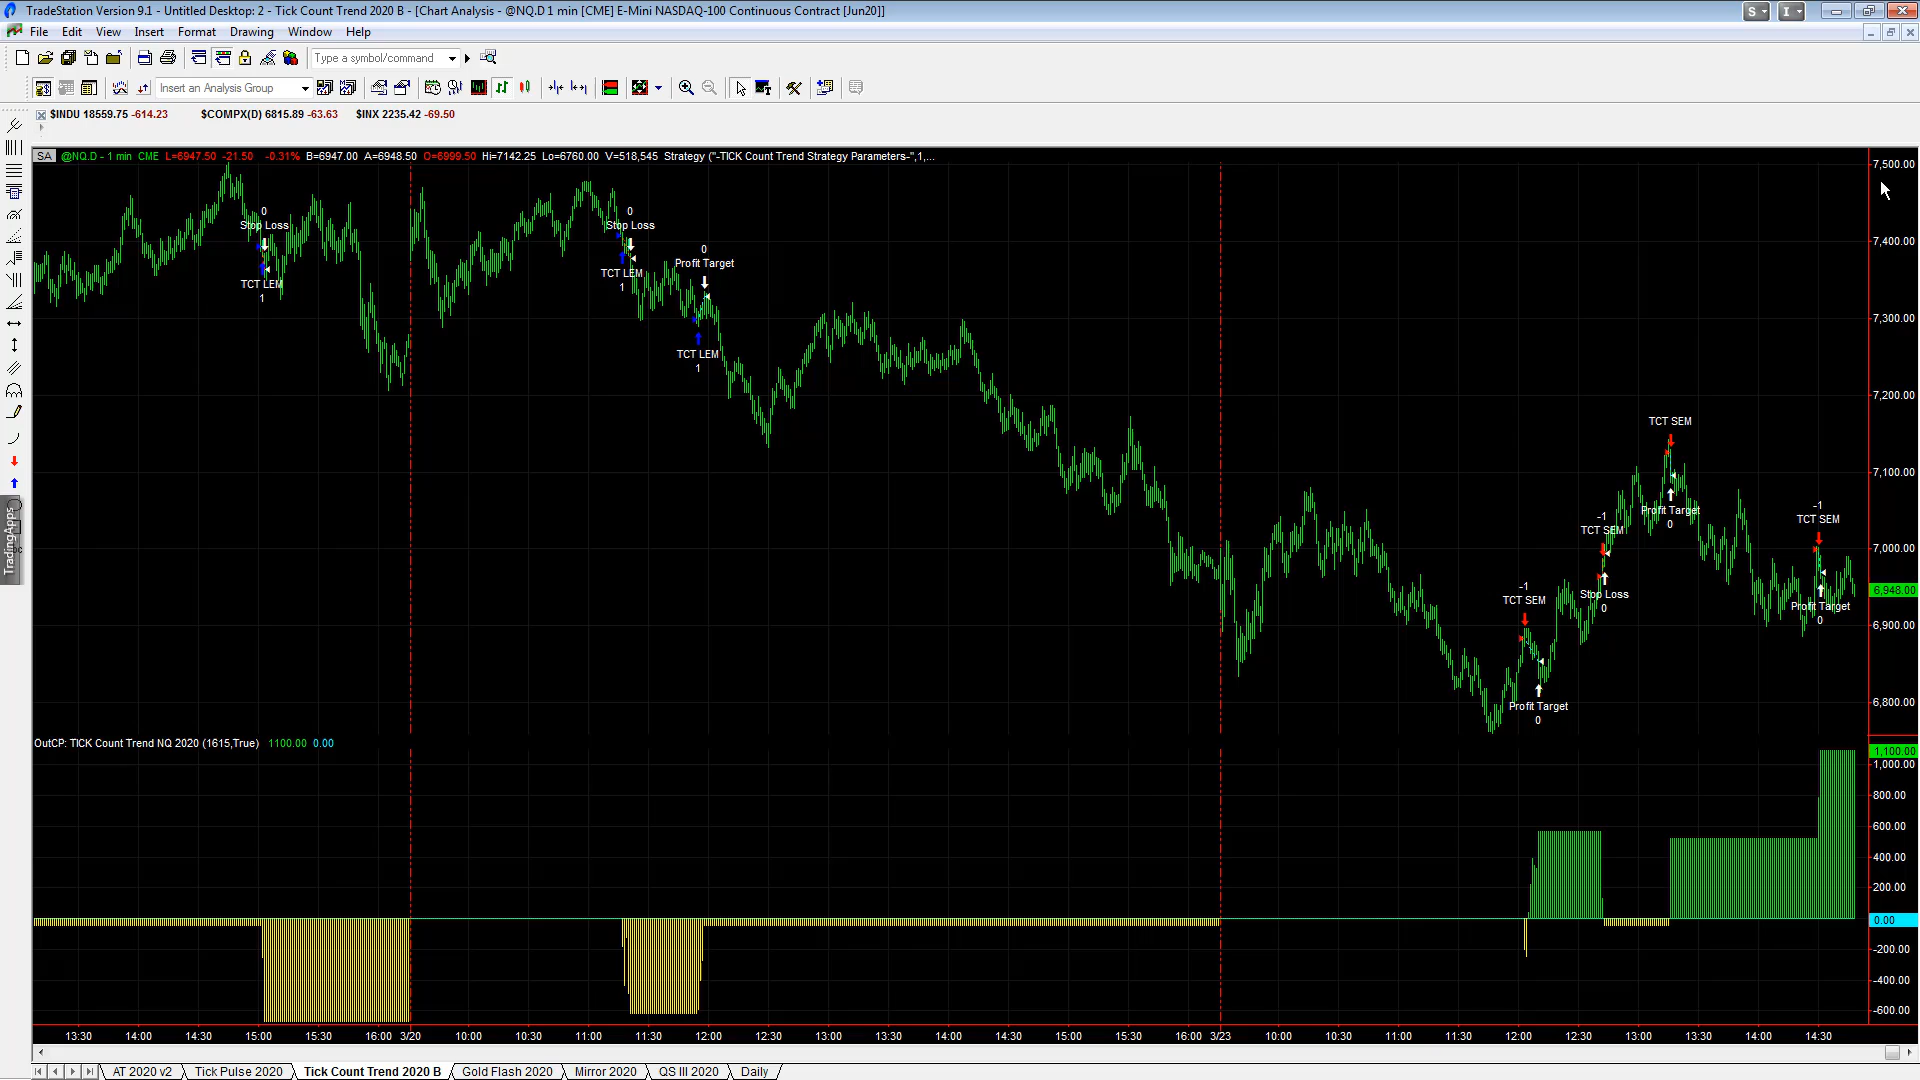 TradeStation Version 9.1 - Untitled Desktop: 2 - Tick Count Trend 2020 B - [Chart Analysis - @NQ.D 1 min [CME] E-Mini NASDAQ-100 Continuous Contract [Jun20]]
S I
File Edit View Insert Format Drawing Window Help
Type a symbol/command
Insert an Analysis Group
$INDU 18559.75 -614.23 $COMPX(D) 6815.89 -63.63 $INX 2235.42 -69.50
SA @NQ.D - 1 min CME L=6947.50 -21.50 -0.31% B=6947.00 A=6948.50 O=6999.50 Hi=7142.25 Lo=6760.00 V=518,545 Strategy ("-TICK Count Trend Strategy Parameters-",1,...
7,500.00
0
Stop Loss
TCT LEM
1
0
Stop Loss
TCT LEM
1
0
Profit Target
TCT LEM
1
7,400.00
7,300.00
7,200.00
7,100.00
7,000.00
6,948.00
6,900.00
6,800.00
-1
TCT SEM
Profit Target
0
-1
TCT SEM
Stop Loss
0
TCT SEM
Profit Target
0
-1
TCT SEM
Profit Target
0
TradingApps
OutCP: TICK Count Trend NQ 2020 (1615,True) 1100.00 0.00
1,100.00
1,000.00
800.00
600.00
400.00
200.00
0.00
-200.00
-400.00
-600.00
13:30 14:00 14:30 15:00 15:30 16:00 3/20 10:00 10:30 11:00 11:30 12:00 12:30 13:00 13:30 14:00 14:30 15:00 15:30 16:00 3/23 10:00 10:30 11:00 11:30 12:00 12:30 13:00 13:30 14:00 14:30
AT 2020 v2 Tick Pulse 2020 Tick Count Trend 2020 B Gold Flash 2020 Mirror 2020 QS III 2020 Daily